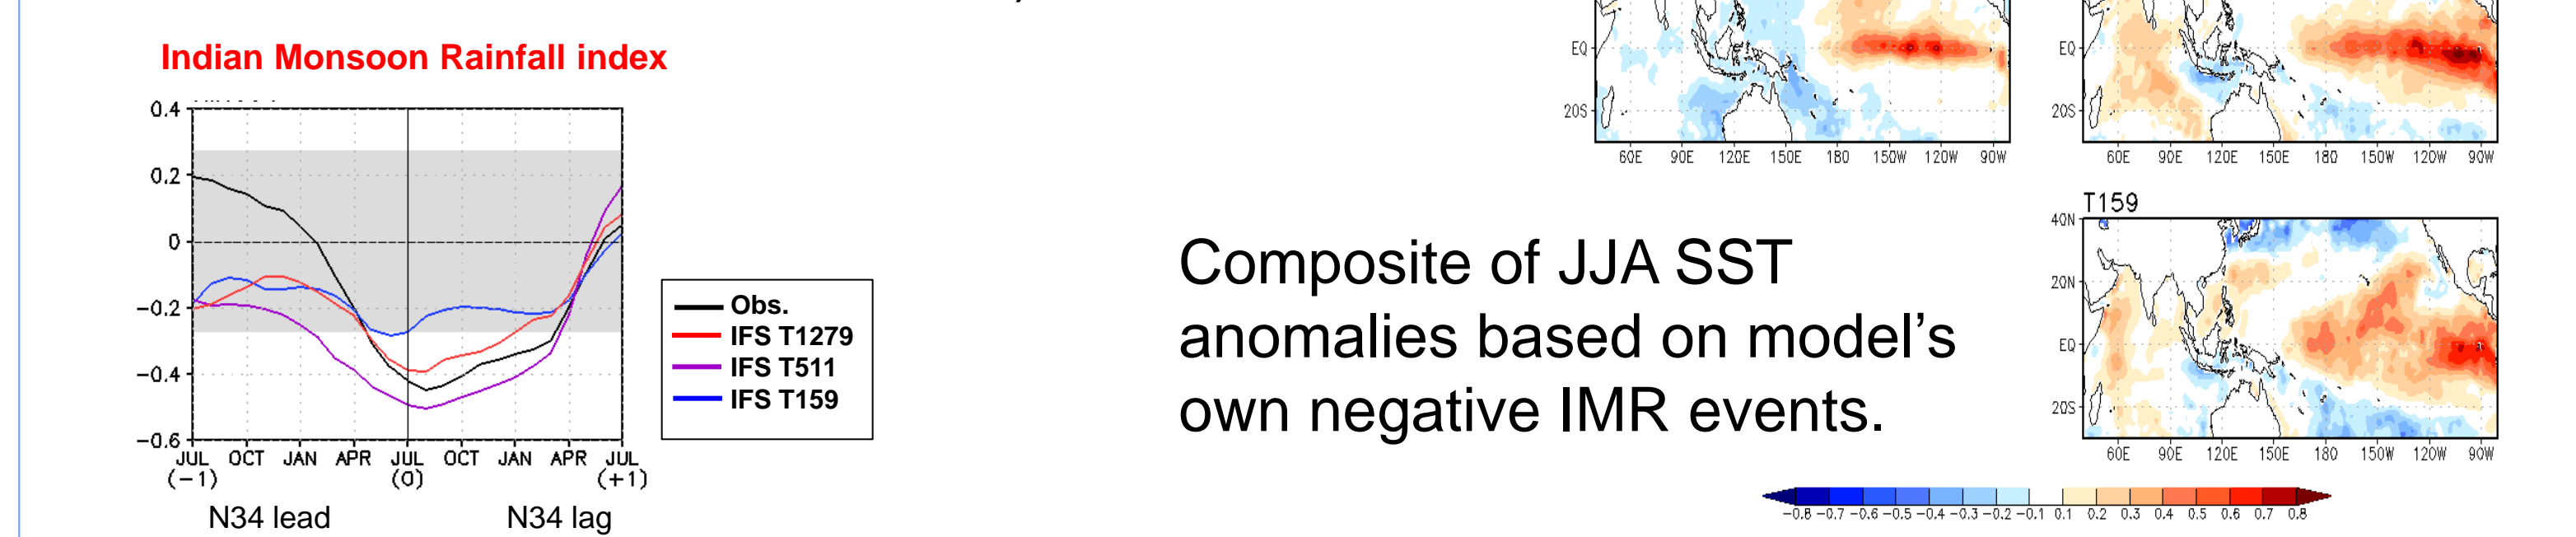 Indian Monsoon Rainfall index
0.4
0.2
0
−0.2
−0.4
−0.6
JUL OCT JAN APR JUL OCT JAN APR JUL
(−1) (0) (+1)
N34 lead N34 lag
Obs.
IFS T1279
IFS T511
IFS T159
EQ
20S
60E 90E 120E 150E 180 150W 120W 90W
EQ
20S
60E 90E 120E 150E 180 150W 120W 90W
Composite of JJA SST
anomalies based on model’s
own negative IMR events.
T159
40N
20N
EQ
20S
60E 90E 120E 150E 180 150W 120W 90W
−0.8 −0.7 −0.6 −0.5 −0.4 −0.3 −0.2 −0.1 0.1 0.2 0.3 0.4 0.5 0.6 0.7 0.8